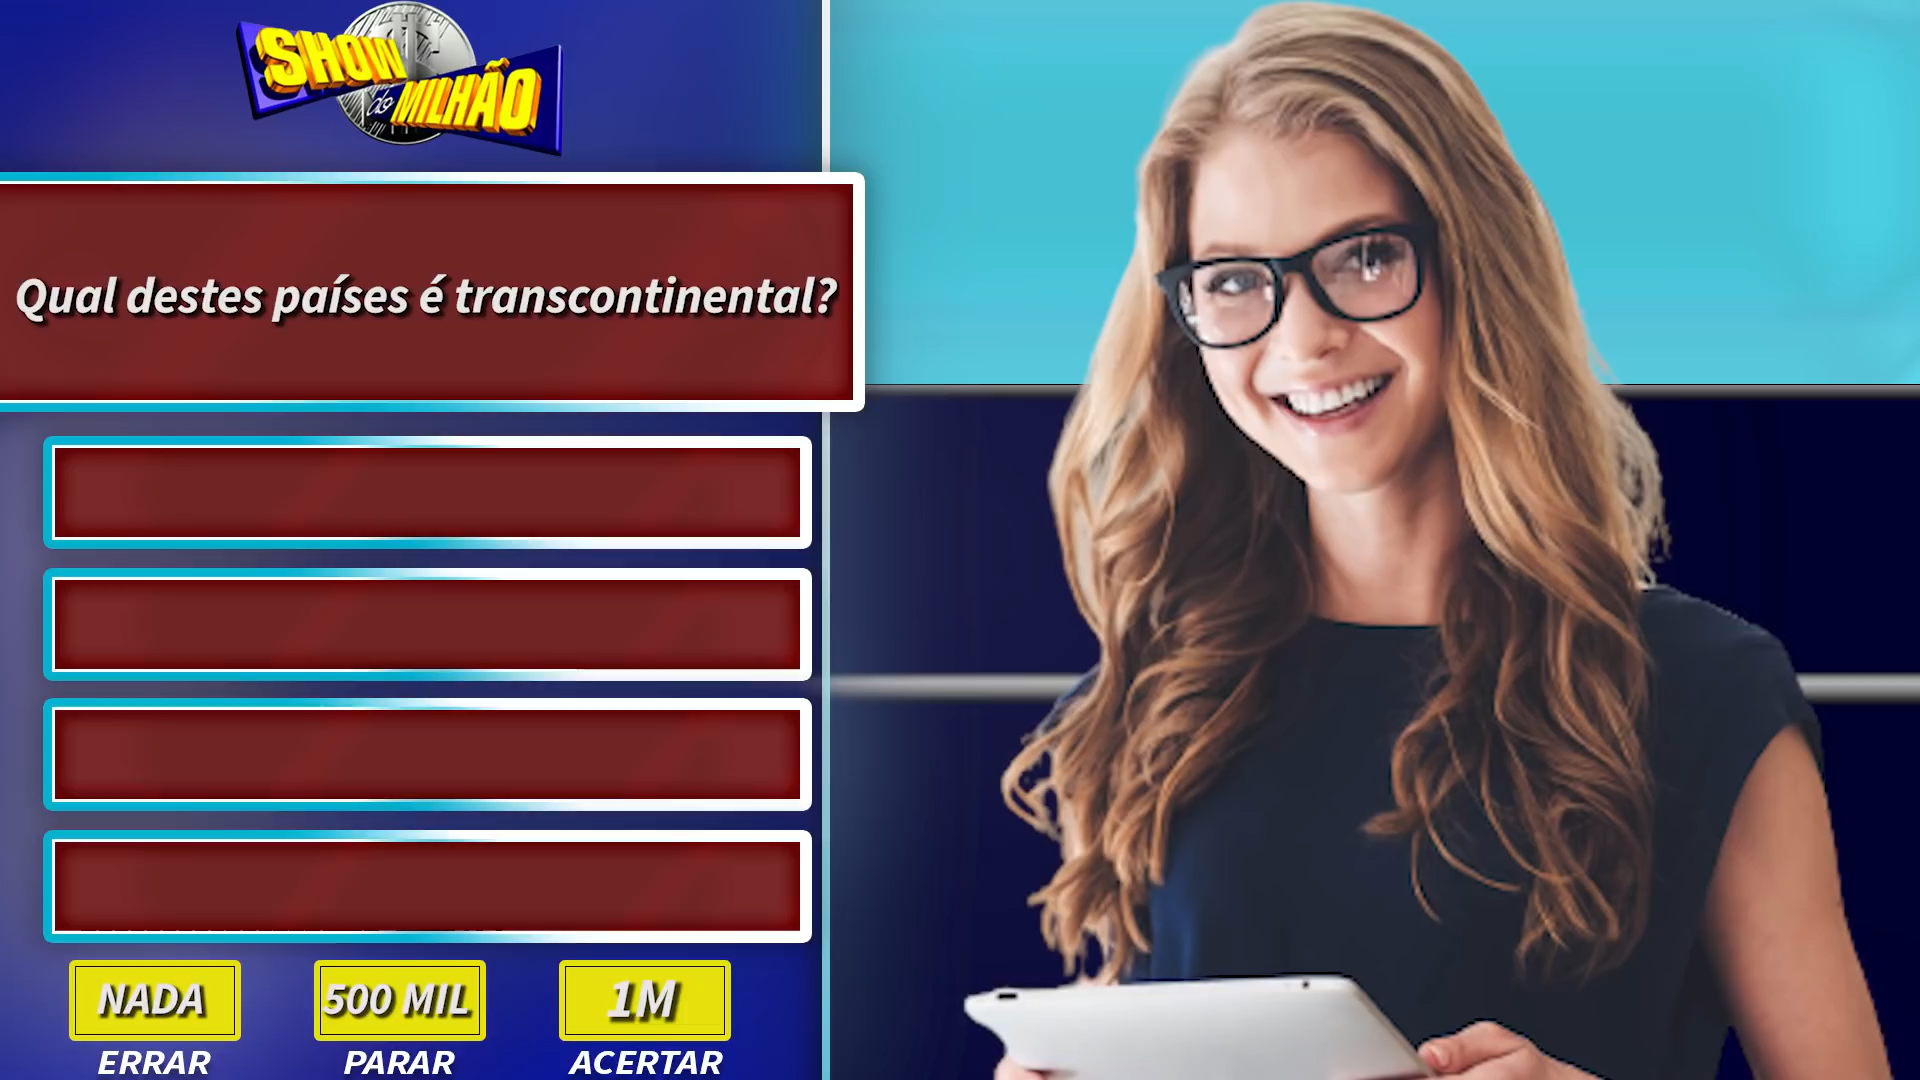 SHOW
do MILHÃO
Qual destes países é transcontinental?
NADA
500 MIL
1M
ERRAR
PARAR
ACERTAR